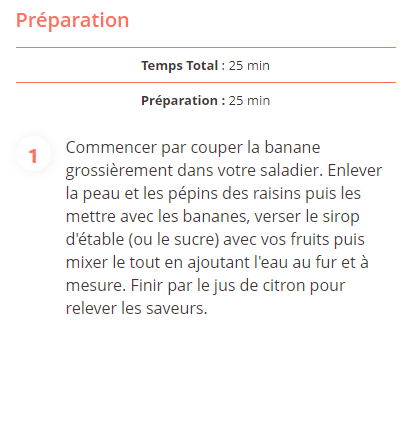 Préparation
Temps Total : 25 min
Préparation : 25 min
1
Commencer par couper la banane
grossièrement dans votre saladier. Enlever
la peau et les pépins des raisins puis les
mettre avec les bananes, verser le sirop
d'étable (ou le sucre) avec vos fruits puis
mixer le tout en ajoutant l'eau au fur et à
mesure. Finir par le jus de citron pour
relever les saveurs.